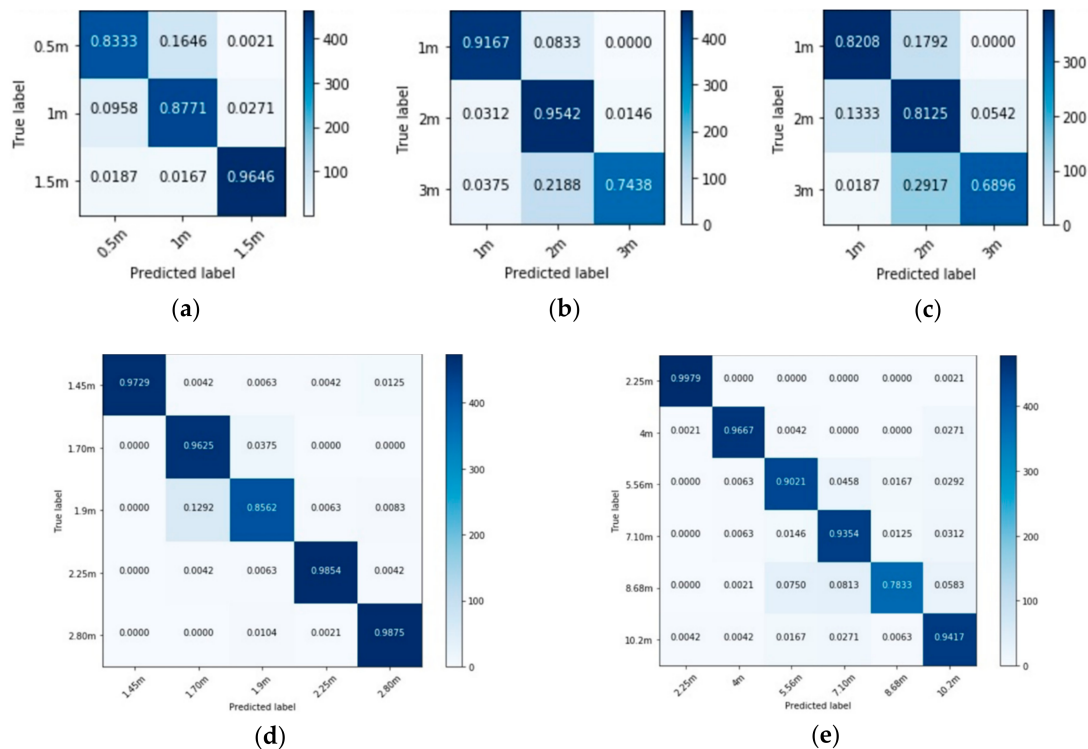 0.5m 0.8333 0.1646 0.0021
1m 0.0958 0.8771 0.0271
1.5m 0.0187 0.0167 0.9646
0.5m 1m 1.5m
True label
Predicted label
400
300
200
100
(a)
1m 0.9167 0.0833 0.0000
2m 0.0312 0.9542 0.0146
3m 0.0375 0.2188 0.7438
1m 2m 3m
True label
Predicted label
400
300
200
100
0
(b)
1m 0.8208 0.1792 0.0000
2m 0.1333 0.8125 0.0542
3m 0.0187 0.2917 0.6896
1m 2m 3m
True label
Predicted label
300
200
100
0
(c)
1.45m 0.9729 0.0042 0.0063 0.0042 0.0125
1.70m 0.0000 0.9625 0.0375 0.0000 0.0000
1.9m 0.0000 0.1292 0.8562 0.0063 0.0083
2.25m 0.0000 0.0042 0.0063 0.9854 0.0042
2.80m 0.0000 0.0000 0.0104 0.0021 0.9875
1.45m 1.70m 1.9m 2.25m 2.80m
True label
Predicted label
400
300
200
100
0
(d)
2.25m 0.9979 0.0000 0.0000 0.0000 0.0000 0.0021
4m 0.0021 0.9667 0.0042 0.0000 0.0000 0.0271
5.56m 0.0000 0.0063 0.9021 0.0458 0.0167 0.0292
7.10m 0.0000 0.0063 0.0146 0.9354 0.0125 0.0312
8.68m 0.0000 0.0021 0.0750 0.0813 0.7833 0.0583
10.2m 0.0042 0.0042 0.0167 0.0271 0.0063 0.9417
2.25m 4m 5.56m 7.10m 8.68m 10.2m
True label
Predicted label
400
300
200
100
0
(e)